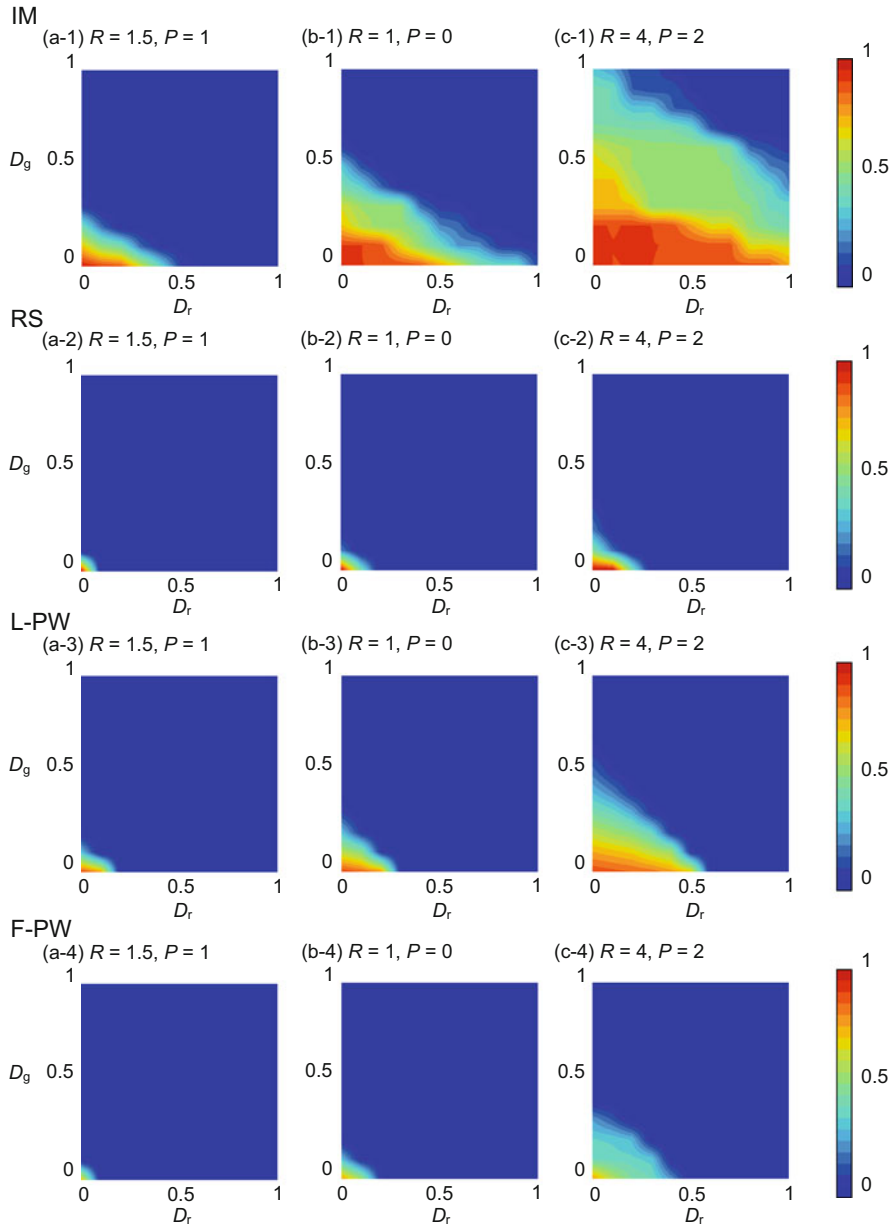 IM
(a-1) R = 1.5, P = 1 (b-1) R = 1, P = 0 (c-1) R = 4, P = 2
1 1 1 1
Dg 0.5 0.5 0.5 0.5
0 0 0 0
0 0.5 1 0 0.5 1 0 0.5 1
Dr Dr Dr
RS
(a-2) R = 1.5, P = 1 (b-2) R = 1, P = 0 (c-2) R = 4, P = 2
1 1 1 1
Dg 0.5 0.5 0.5 0.5
0 0 0 0
0 0.5 1 0 0.5 1 0 0.5 1
Dr Dr Dr
L-PW
(a-3) R = 1.5, P = 1 (b-3) R = 1, P = 0 (c-3) R = 4, P = 2
1 1 1 1
Dg 0.5 0.5 0.5 0.5
0 0 0 0
0 0.5 1 0 0.5 1 0 0.5 1
Dr Dr Dr
F-PW
(a-4) R = 1.5, P = 1 (b-4) R = 1, P = 0 (c-4) R = 4, P = 2
1 1 1 1
Dg 0.5 0.5 0.5 0.5
0 0 0 0
0 0.5 1 0 0.5 1 0 0.5 1
Dr Dr Dr